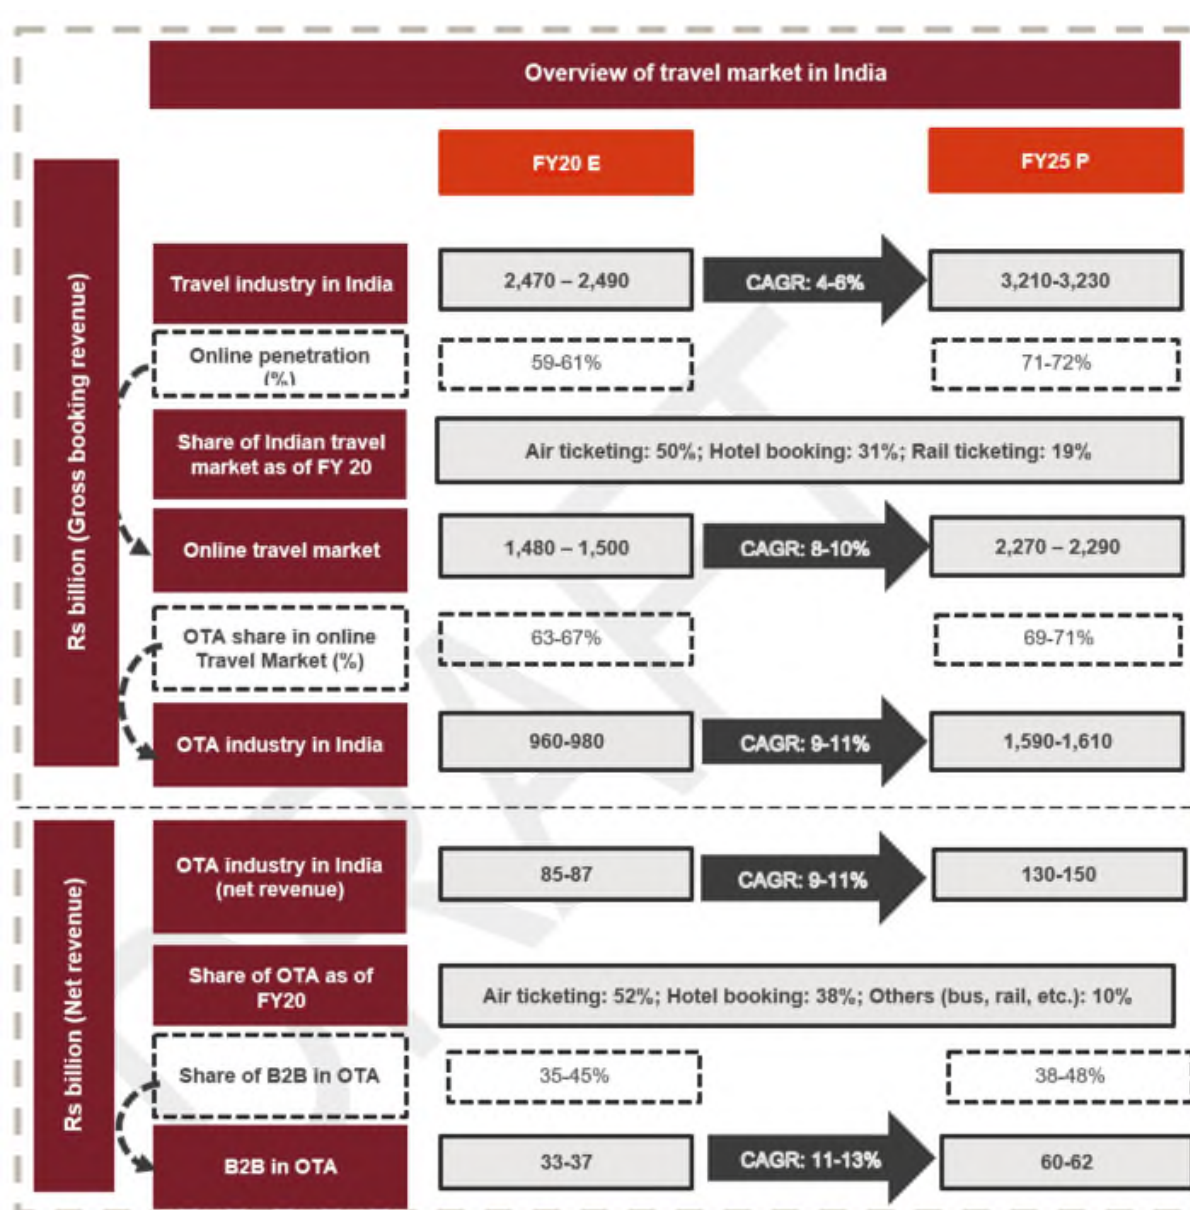 Overview of travel market in India
FY20 E
FY25 P
Rs billion (Gross booking revenue)
Travel industry in India
2,470 – 2,490
CAGR: 4-6%
3,210-3,230
Online penetration
(%)
59-61%
71-72%
Share of Indian travel
market as of FY 20
Air ticketing: 50%; Hotel booking: 31%; Rail ticketing: 19%
Online travel market
1,480 – 1,500
CAGR: 8-10%
2,270 – 2,290
OTA share in online
Travel Market (%)
63-67%
69-71%
OTA industry in India
960-980
CAGR: 9-11%
1,590-1,610
Rs billion (Net revenue)
OTA industry in India
(net revenue)
85-87
CAGR: 9-11%
130-150
Share of OTA as of
FY20
Air ticketing: 52%; Hotel booking: 38%; Others (bus, rail, etc.): 10%
Share of B2B in OTA
35-45%
38-48%
B2B in OTA
33-37
CAGR: 11-13%
60-62
DRAFT